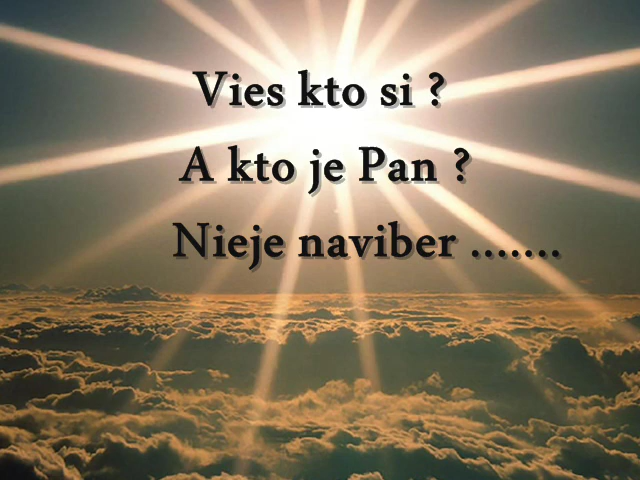 Vies kto si ?
A kto je Pan ?
Nieje naviber .......